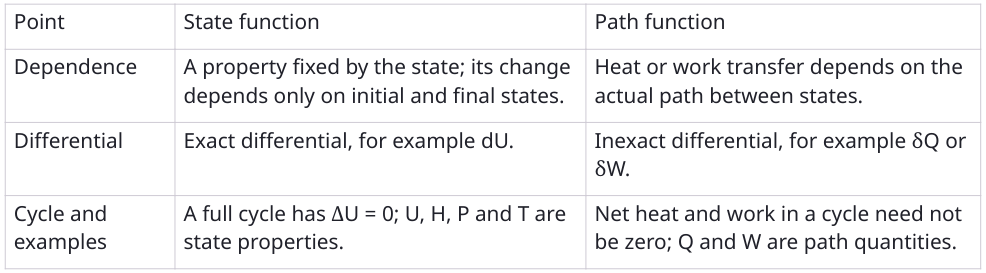 Point
State function
Path function
Dependence
A property fixed by the state; its change
depends only on initial and final states.
Heat or work transfer depends on the
actual path between states.
Differential
Exact differential, for example dU.
Inexact differential, for example δQ or
δW.
Cycle and
examples
A full cycle has ΔU = 0; U, H, P and T are
state properties.
Net heat and work in a cycle need not
be zero; Q and W are path quantities.